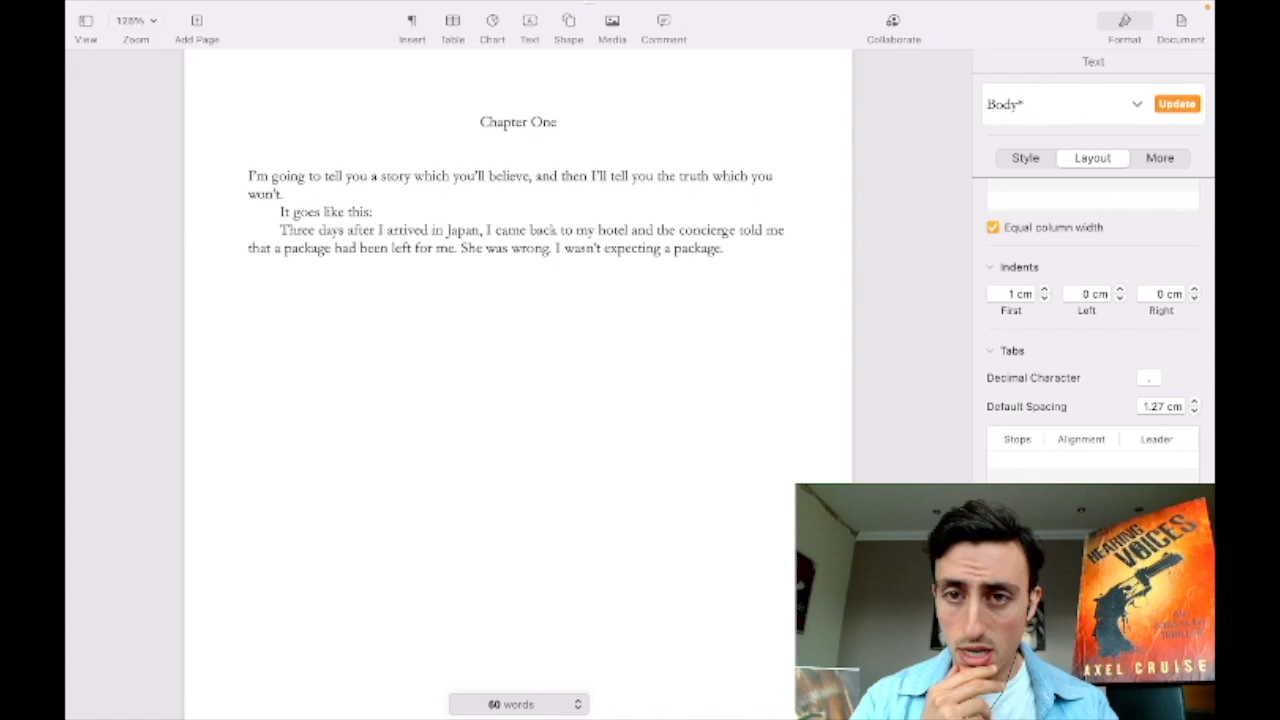 128%
View
Zoom
Add Page
Insert
Table
Chart
Text
Shape
Media
Comment
Collaborate
Format
Document
Text
Body*
Update
Style
Layout
More
Equal column width
Indents
1 cm
0 cm
0 cm
First
Left
Right
Tabs
Decimal Character
.
Default Spacing
1.27 cm
Stops
Alignment
Leader
Chapter One
I'm going to tell you a story which you'll believe, and then I'll tell you the truth which you
won't.
It goes like this:
Three days after I arrived in Japan, I came back to my hotel and the concierge told me
that a package had been left for me. She was wrong. I wasn't expecting a package.
60 words
HEARING
VOICES
AN
THRILLER
AXEL CRUISE